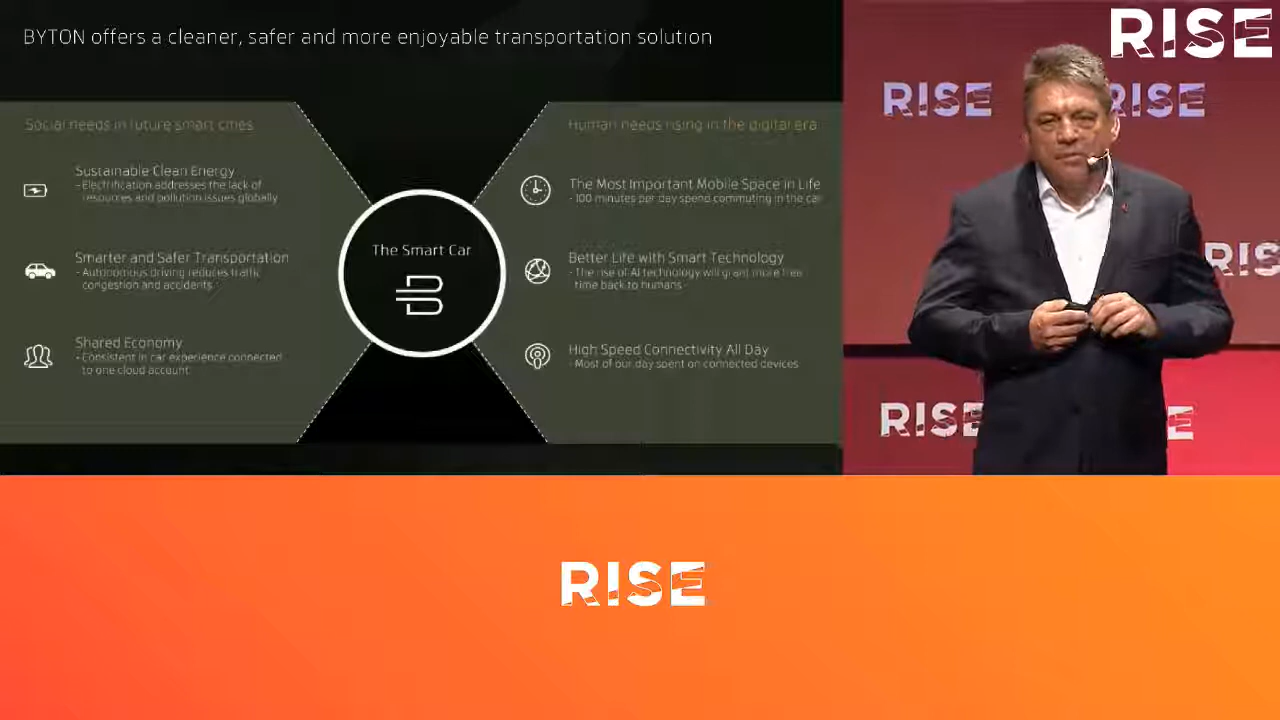 BYTON offers a cleaner, safer and more enjoyable transportation solution
Social needs in future smart cities
Sustainable Clean Energy
- Electrification addresses the lack of
resources and pollution issues globally
Smarter and Safer Transportation
- Autonomous driving reduces traffic
congestion and accidents
Shared Economy
- Consistent in car experience connected
to one cloud account
The Smart Car
Human needs rising in the digital era
The Most Important Mobile Space in Life
- 100 minutes per day spend commuting in the car
Better Life with Smart Technology
- The rise of AI technology will grant more free
time back to humans
High Speed Connectivity All Day
- Most of our day spent on connected devices
RISE
RISE
RISE
RIS
RISE
E
RISE